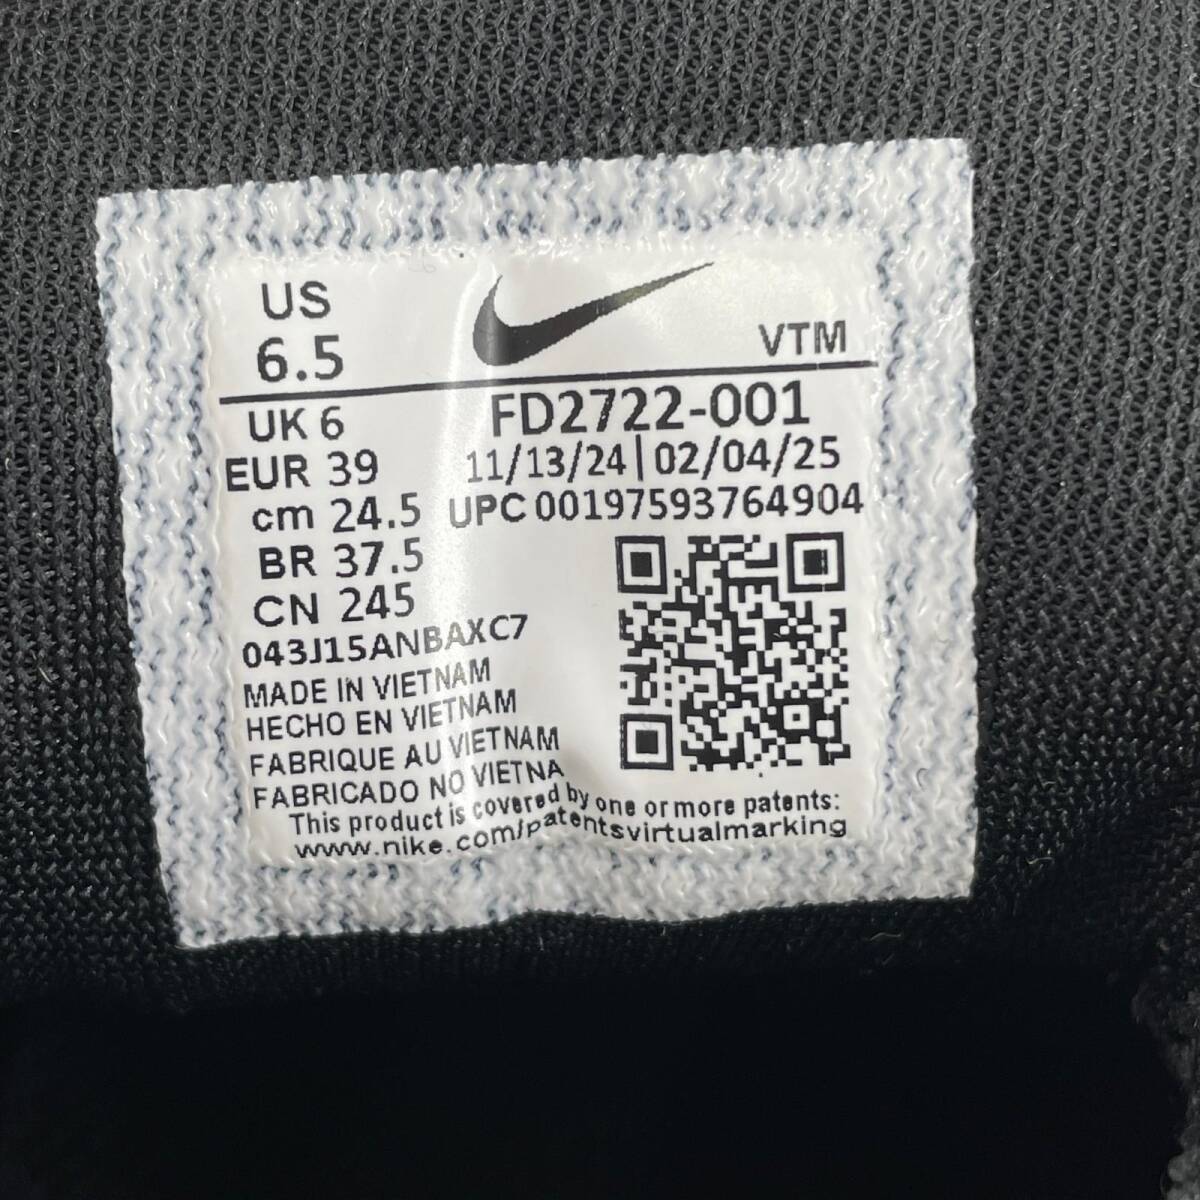 US
6.5
VTM
UK 6
FD2722-001
EUR 39
11/13/24|02/04/25
cm 24.5
UPC 00197593764904
BR 37.5
CN 245
043J15ANBAXC7
MADE IN VIETNAM
HECHO EN VIETNAM
FABRIQUE AU VIETNAM
FABRICADO NO VIETNA
This product is covered by one or more patents:
www.nike.com/patentsvirtualmarking